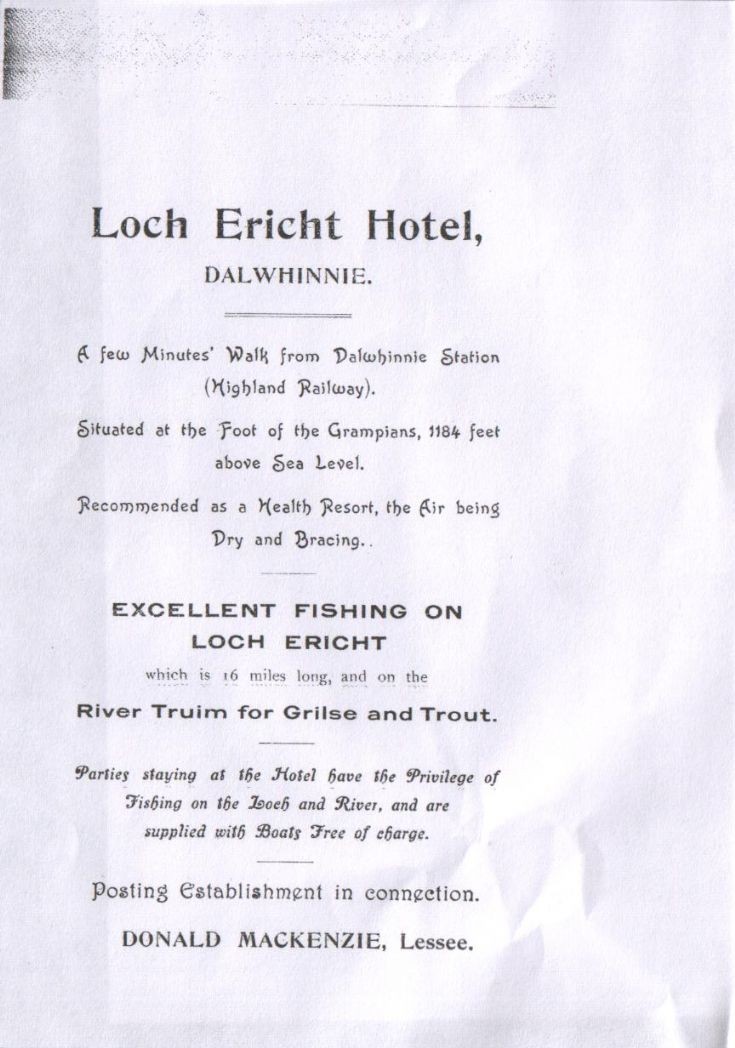 Loch Ericht Hotel,
DALWHINNIE.
A few Minutes' Walk from Dalwhinnie Station
(Highland Railway).
Situated at the Foot of the Grampians, 1184 feet
above Sea Level.
Recommended as a Health Resort, the Air being
Dry and Bracing..
EXCELLENT FISHING ON
LOCH ERICHT
which is 16 miles long, and on the
River Truim for Grilse and Trout.
Parties staying at the Hotel have the Privilege of
Fishing on the Loch and River, and are
supplied with Boats Free of charge.
Posting Establishment in connection.
DONALD MACKENZIE, Lessee.